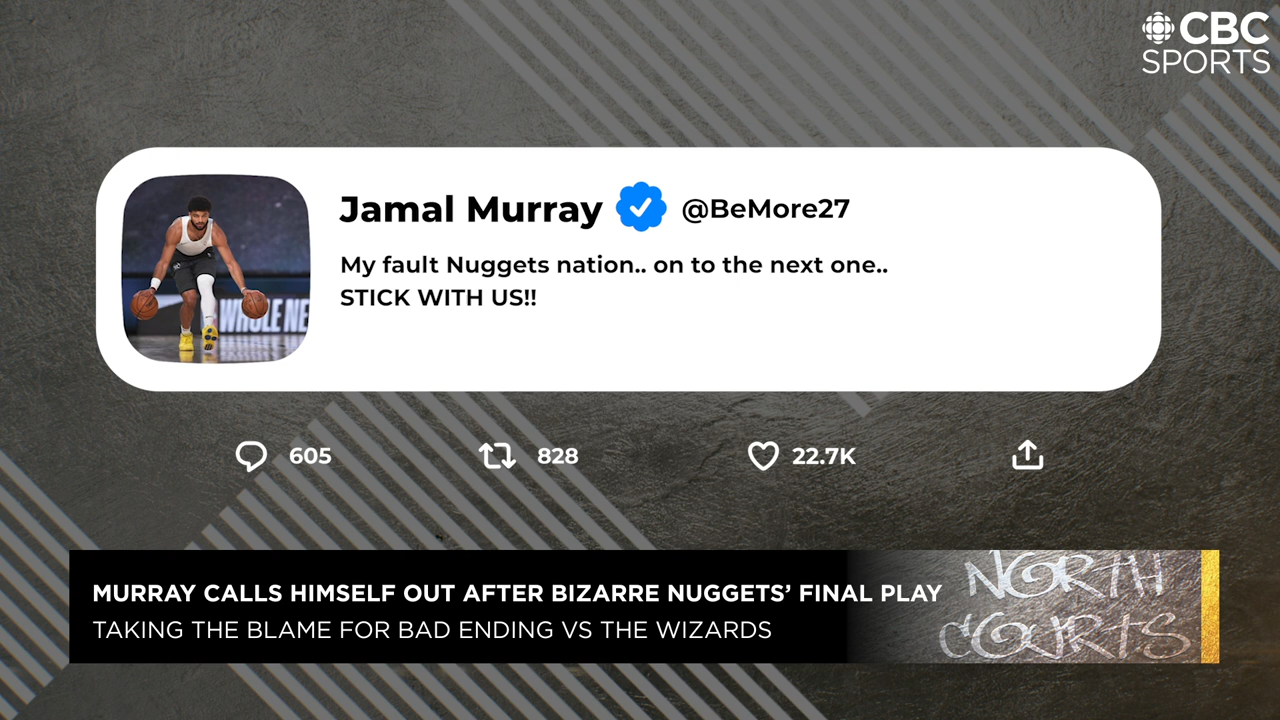 CBC
SPORTS
Jamal Murray @BeMore27
My fault Nuggets nation.. on to the next one..
STICK WITH US!!
WHOLE NE
605 828 22.7K
MURRAY CALLS HIMSELF OUT AFTER BIZARRE NUGGETS’ FINAL PLAY
TAKING THE BLAME FOR BAD ENDING VS THE WIZARDS
NORTH
COURTS